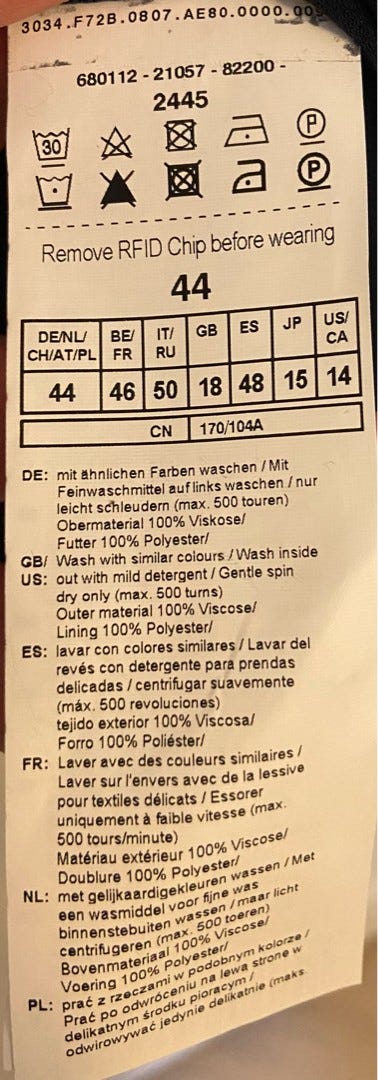 3034.F72B.0807.AE80.0000.00
680112 - 21057 - 82200 -
2445
30 P
P
Remove RFID Chip before wearing
44
DE/NL/ CH/AT/PL BE/ FR IT/ RU GB ES JP US/ CA
44 46 50 18 48 15 14
CN 170/104A
DE: mit ähnlichen Farben waschen / Mit
Feinwaschmittel auf links waschen / nur
leicht schleudern (max. 500 touren)
Obermaterial 100% Viskose/
Futter 100% Polyester/
GB/ Wash with similar colours / Wash inside
US: out with mild detergent / Gentle spin
dry only (max. 500 turns)
Outer material 100% Viscose/
Lining 100% Polyester/
ES: lavar con colores similares / Lavar del
revés con detergente para prendas
delicadas / centrifugar suavemente
(máx. 500 revoluciones)
tejido exterior 100% Viscosa/
Forro 100% Poliéster/
FR: Laver avec des couleurs similaires /
Laver sur l'envers avec de la lessive
pour textiles délicats / Essorer
uniquement à faible vitesse (max.
500 tours/minute)
Matériau extérieur 100% Viscose/
Doublure 100% Polyester/
NL: met gelijkaardigekleuren wassen / Met
een wasmiddel voor fijne was
binnenstebuiten wassen / maar licht
centrifugeren (max. 500 toeren)
Bovenmateriaal 100% Viscose/
Voering 100% Polyester/
PL: prać z rzeczami w podobnym kolorze /
Prać po odwróceniu na lewą stronę w
delikatnym środku piorącym /
odwirowywać jedynie delikatnie (maks.